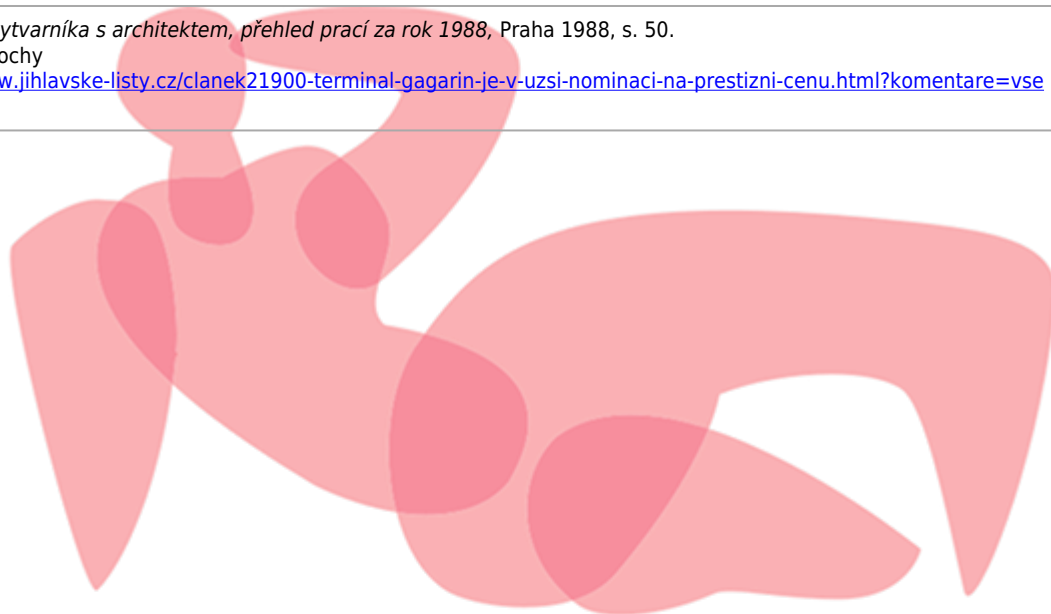 ytvarníka s architektem, přehled prací za rok 1988, Praha 1988, s. 50.
ochy
w.jihlavske-listy.cz/clanek21900-terminal-gagarin-je-v-uzsi-nominaci-na-prestizni-cenu.html?komentare=vse